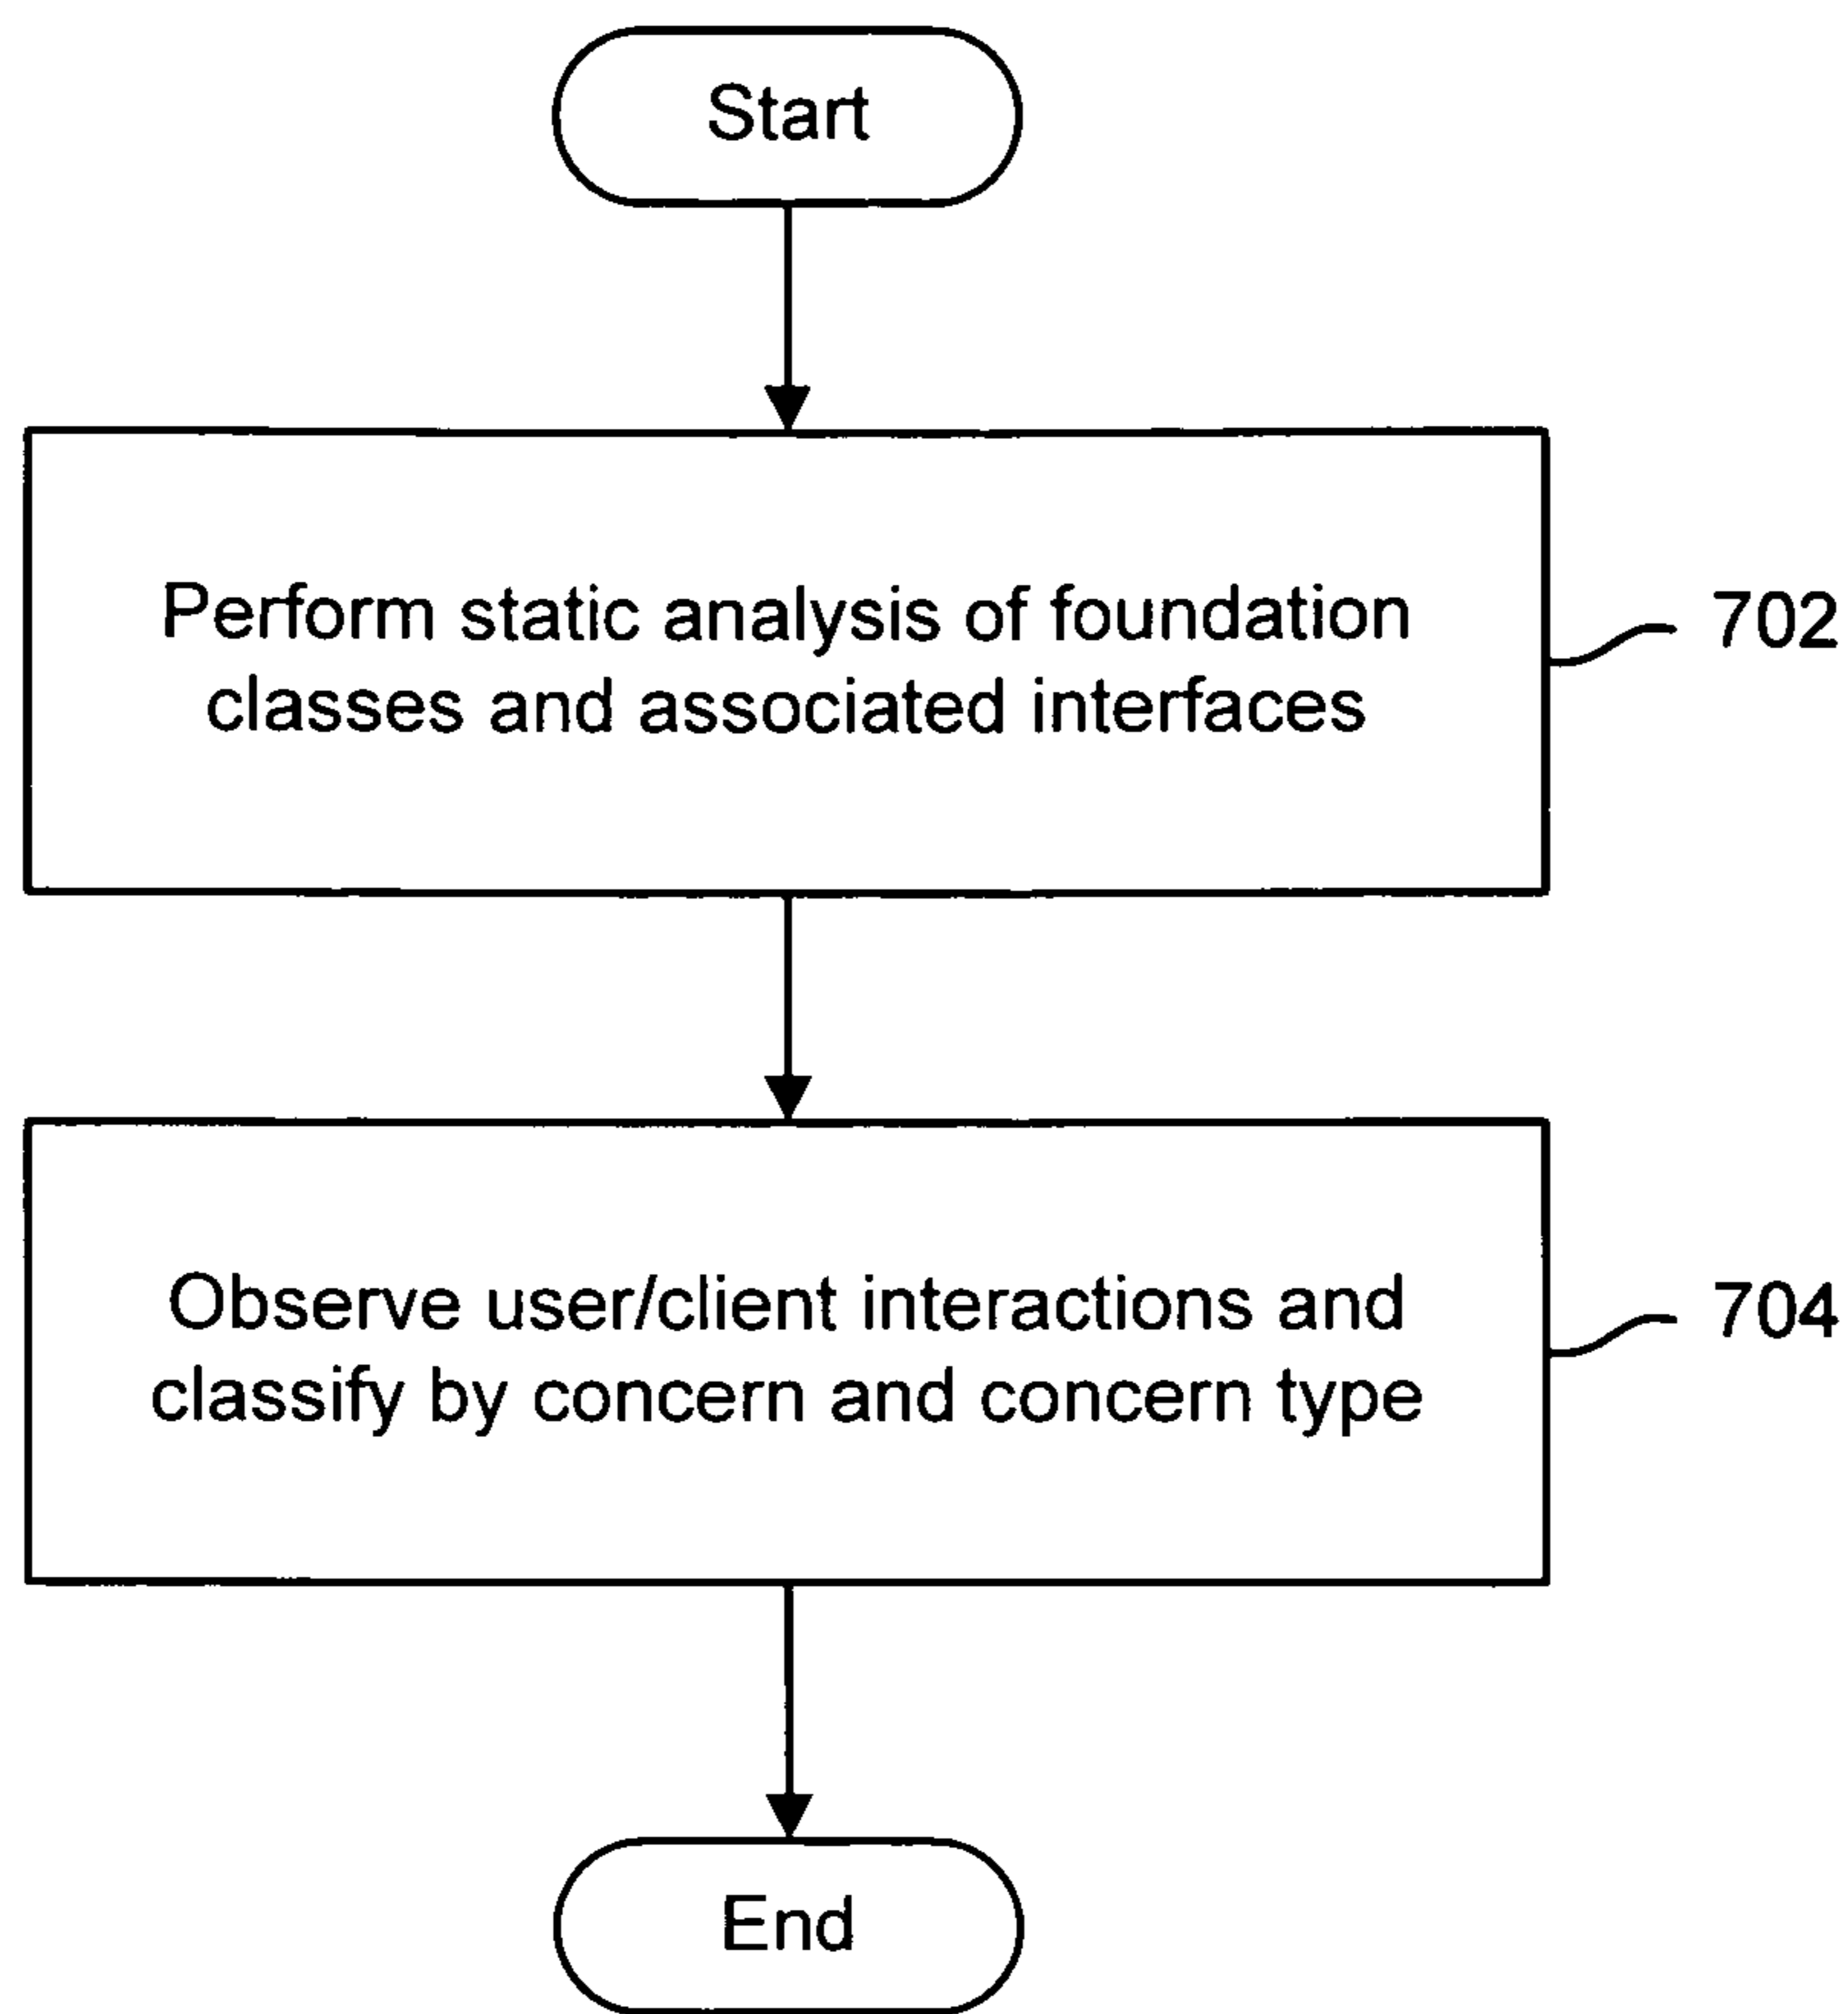 Start
Perform static analysis of foundation
classes and associated interfaces
702
Observe user/client interactions and
classify by concern and concern type
704
End